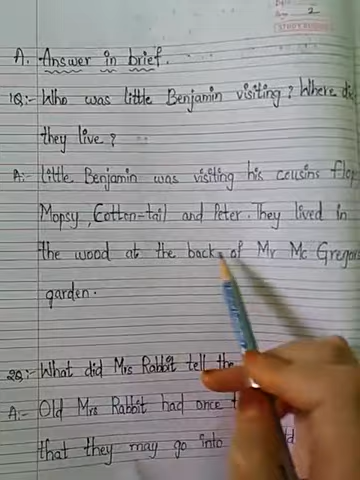 2
A. Answer in brief.
1Q:- Who was little Benjamin visiting? Where
they live?
A:- Little Benjamin was visiting his cousins
Mopsy, Cotton-tail and Peter. They lived in
the wood at the back of Mr Mc
garden.
2Q:- What did Mrs Rabbit tell the
A:- Old Mrs Rabbit had once
that they may go into